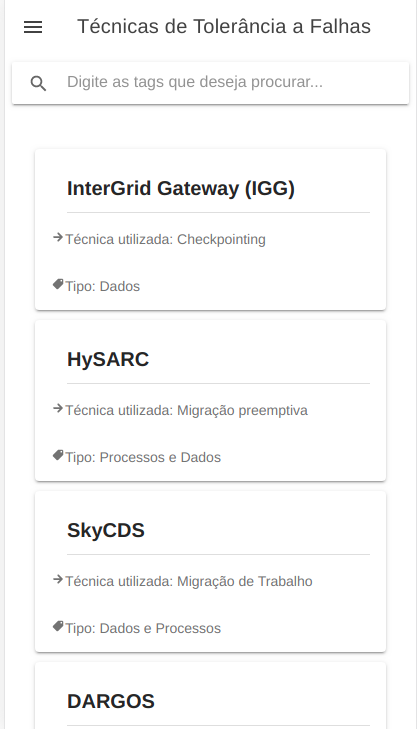 Técnicas de Tolerância a Falhas
Digite as tags que deseja procurar...
InterGrid Gateway (IGG)
Técnica utilizada: Checkpointing
Tipo: Dados
HySARC
Técnica utilizada: Migração preemptiva
Tipo: Processos e Dados
SkyCDS
Técnica utilizada: Migração de Trabalho
Tipo: Dados e Processos
DARGOS